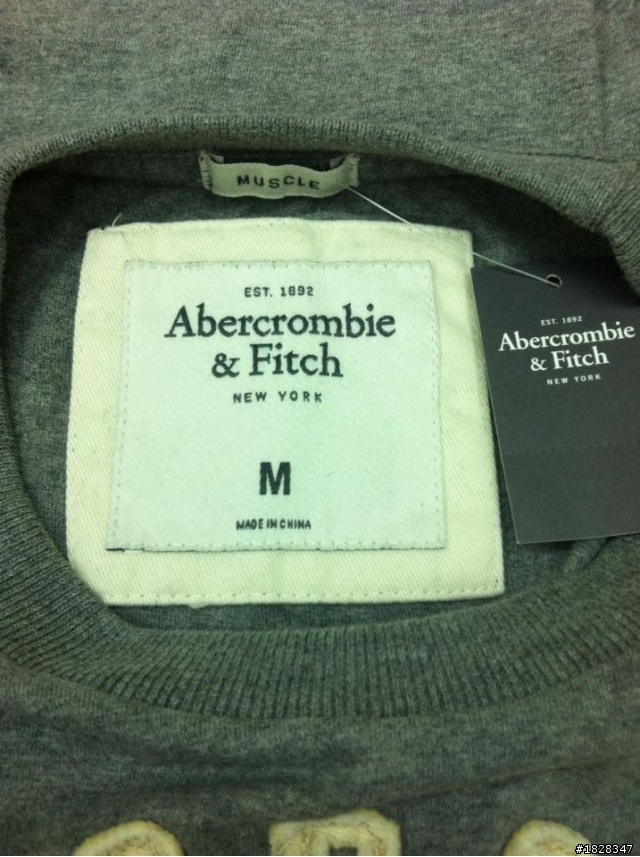 MUSCLE
EST. 1892
Abercrombie
& Fitch
NEW YORK
M
MADE IN CHINA
EST. 1892
Abercrombie
& Fitch
NEW YORK
#1828347